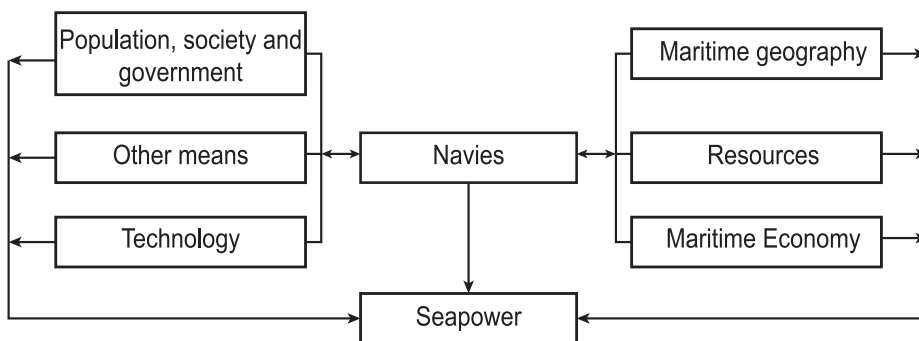 Population, society and
government
Maritime geography
Other means
Navies
Resources
Technology
Maritime Economy
Seapower